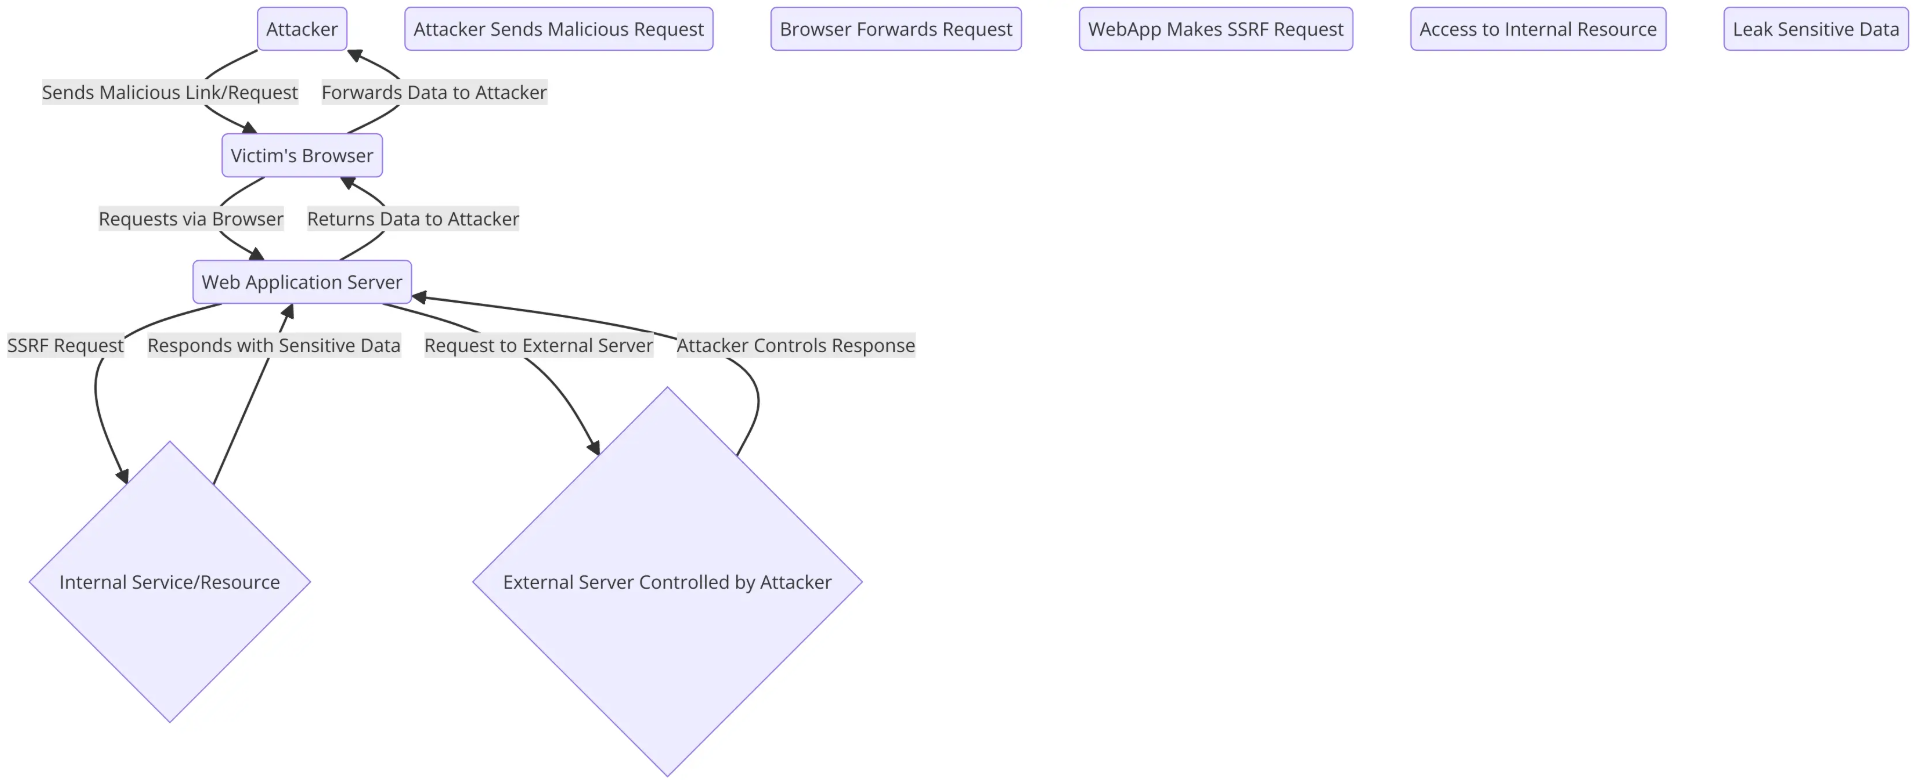 Attacker
Attacker Sends Malicious Request
Browser Forwards Request
WebApp Makes SSRF Request
Access to Internal Resource
Leak Sensitive Data
Sends Malicious Link/Request
Forwards Data to Attacker
Victim's Browser
Requests via Browser
Returns Data to Attacker
Web Application Server
SSRF Request
Responds with Sensitive Data
Request to External Server
Attacker Controls Response
Internal Service/Resource
External Server Controlled by Attacker